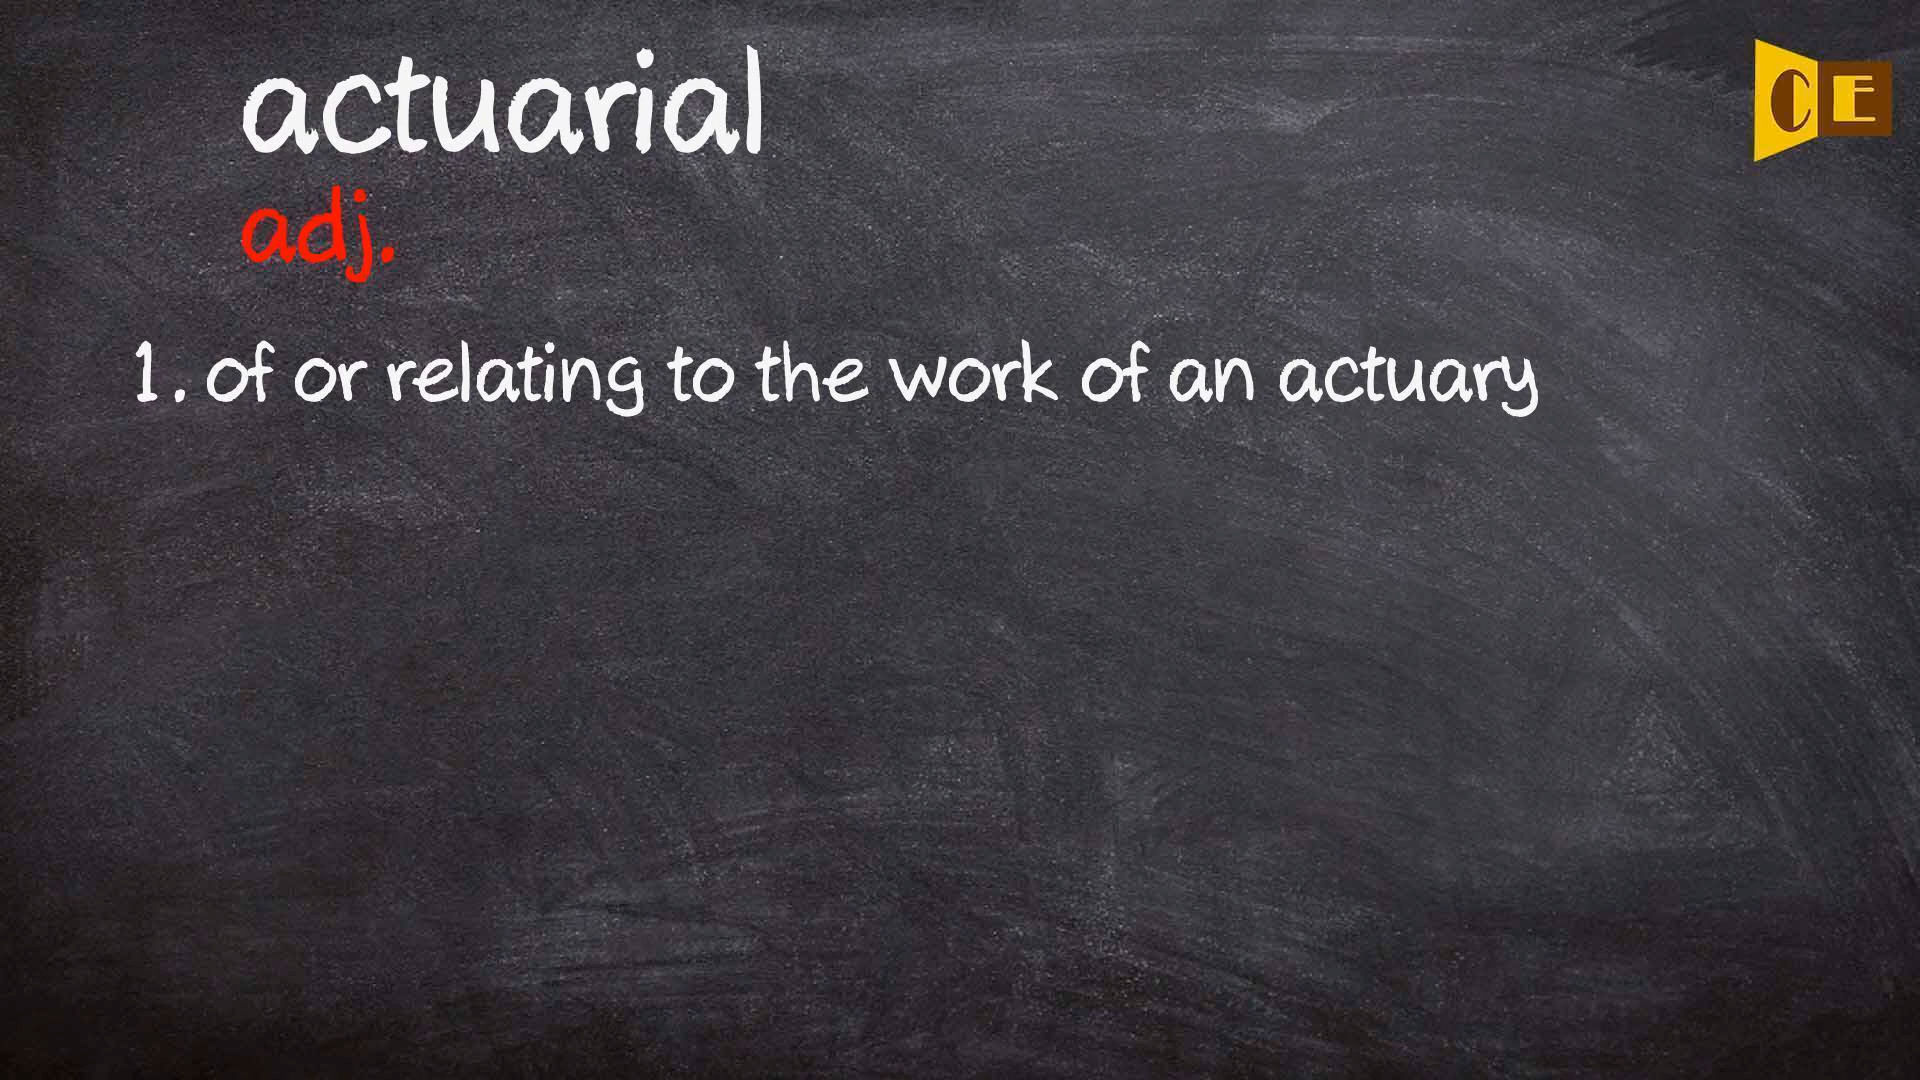 actuarial
CE
adj.
1. of or relating to the work of an actuary